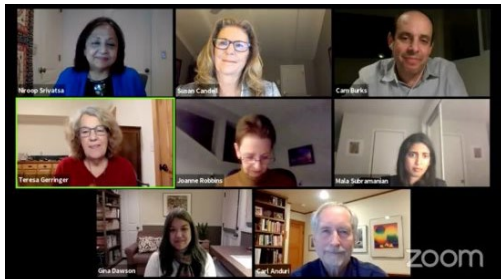 Niroop Srivatsa
Susan Candell
Cam Burks
Teresa Gerringer
Joanne Robbins
Mala Subramanian
Gina Dawson
Carl Anduri
zoom